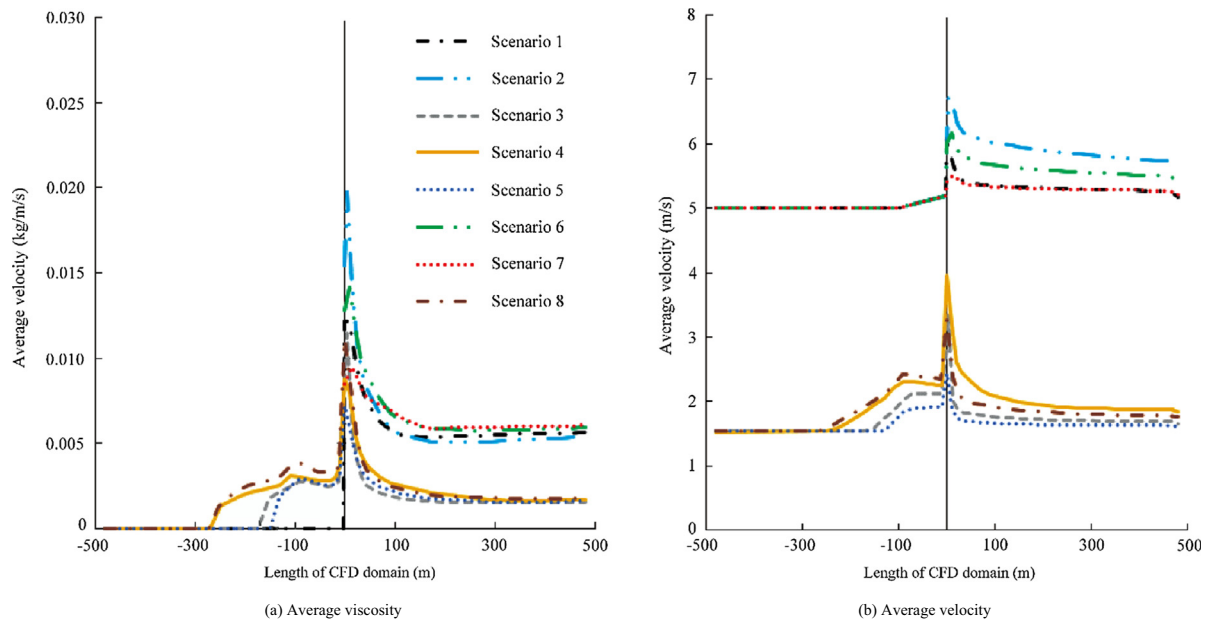 0.030
0.025
0.020
0.015
0.010
0.005
0
Average velocity (kg/m/s)
Scenario 1
Scenario 2
Scenario 3
Scenario 4
Scenario 5
Scenario 6
Scenario 7
Scenario 8
-500 -300 -100 100 300 500
Length of CFD domain (m)
(a) Average viscosity
8
7
6
5
4
3
2
1
0
Average velocity (m/s)
-500 -300 -100 100 300 500
Length of CFD domain (m)
(b) Average velocity